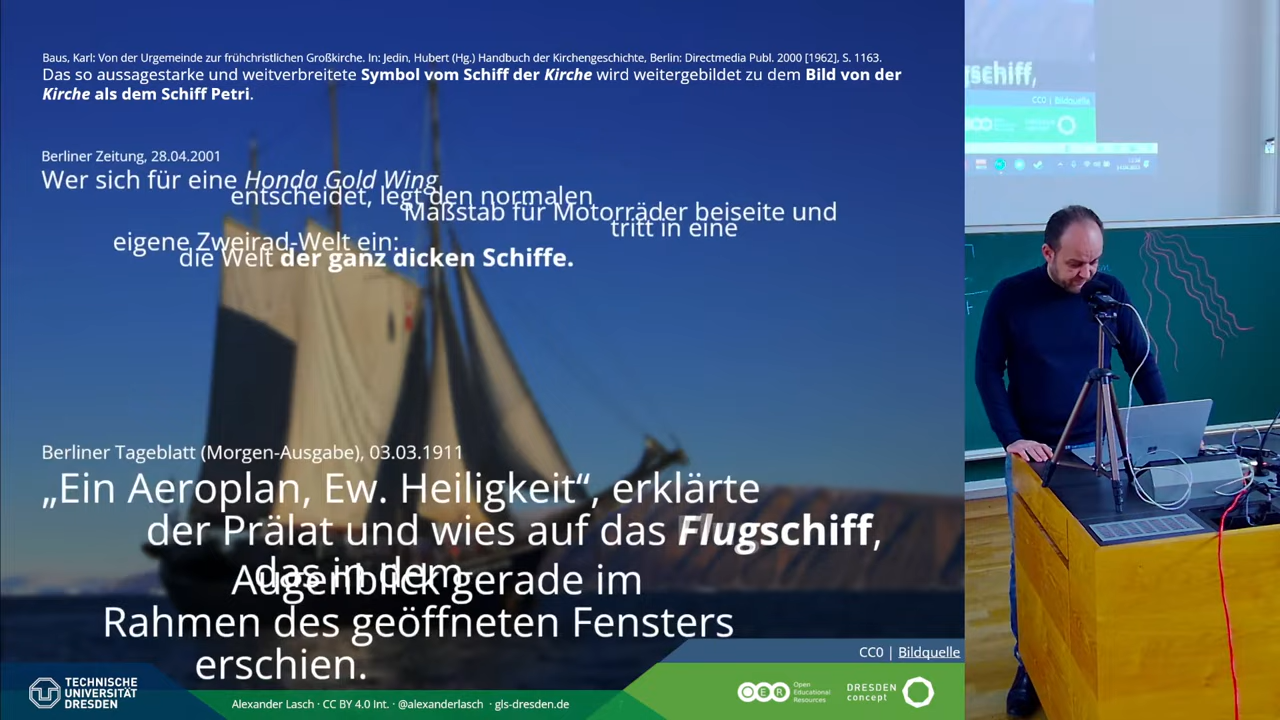 Baus, Karl: Von der Urgemeinde zur frühchristlichen Großkirche. In: Jedin, Hubert (Hg.) Handbuch der Kirchengeschichte, Berlin: Directmedia Publ. 2000 [1962], S. 1163.
Das so aussagestarke und weitverbreitete Symbol vom Schiff der Kirche wird weitergebildet zu dem Bild von der
Kirche als dem Schiff Petri.
Berliner Zeitung, 28.04.2001
Wer sich für eine Honda Gold Wing
entscheidet, legt den normalen
Maßstab für Motorräder beiseite und
tritt in eine
eigene Zweirad-Welt ein:
die Welt der ganz dicken Schiffe.
Berliner Tageblatt (Morgen-Ausgabe), 03.03.1911
„Ein Aeroplan, Ew. Heiligkeit“, erklärte
der Prälat und wies auf das Flugschiff,
das in dem
Augenblick gerade im
Rahmen des geöffneten Fensters
erschien.
CC0 | Bildquelle
TECHNISCHE
UNIVERSITÄT
DRESDEN
Alexander Lasch · CC BY 4.0 Int. · @alexanderlasch · gls-dresden.de
OER Open
Educational
Resources
DRESDEN
concept
gschiff,
CC0 | Bildquelle